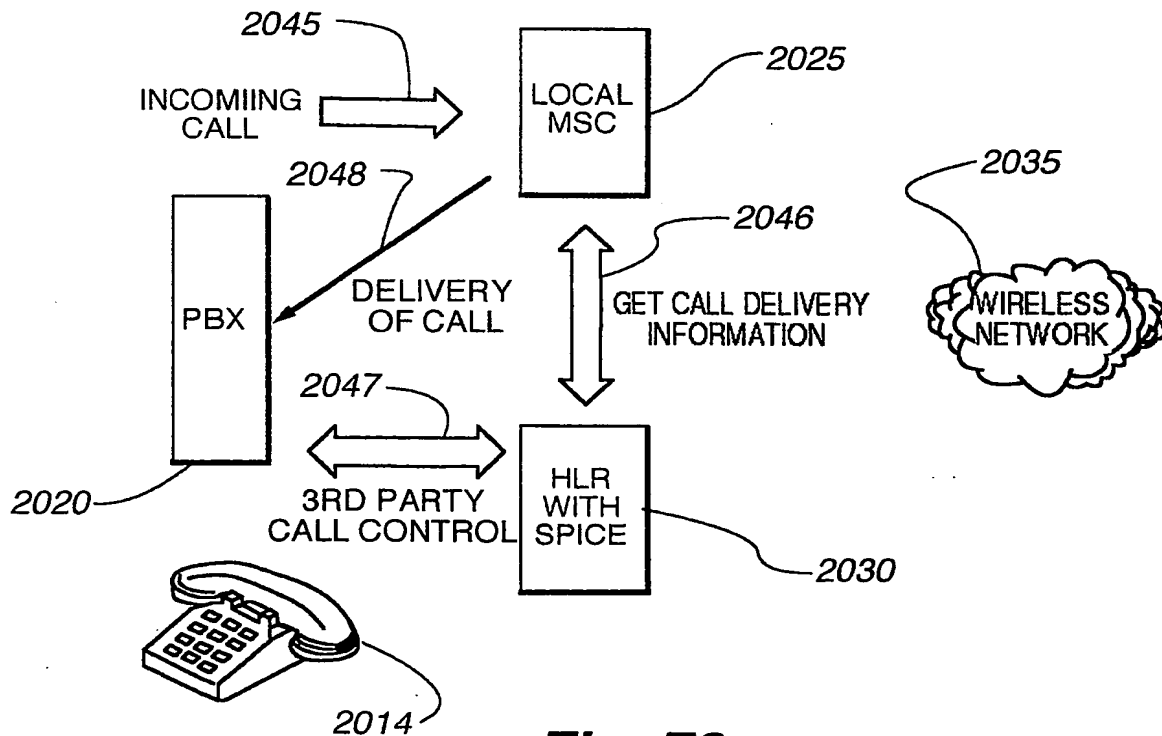 2045
INCOMIING
CALL
LOCAL
MSC
2025
2048
2046
2035
PBX
DELIVERY
OF CALL
GET CALL DELIVERY
INFORMATION
WIRELESS
NETWORK
2047
2020
3RD PARTY
CALL CONTROL
HLR
WITH
SPICE
2030
2014